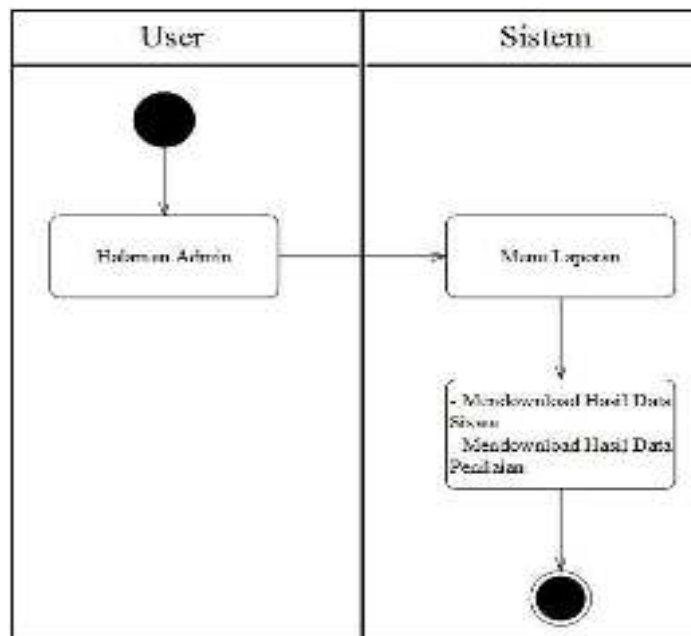 User
Sistem
Halaman Admin
Menu Laporan
- Mendownload Hasil Data
Siswa
- Mendownload Hasil Data
Penilaian